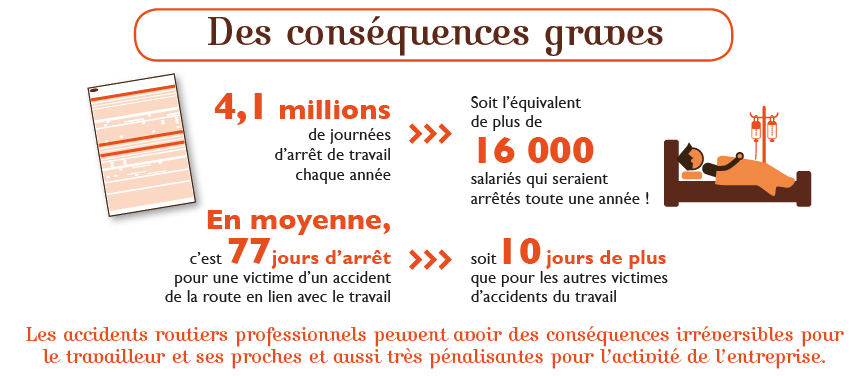 Des conséquences graves
4,1 millions
de journées
d'arrêt de travail
chaque année
Soit l'équivalent
de plus de
16 000
salariés qui seraient
arrêtés toute une année !
En moyenne,
c'est 77 jours d'arrêt
pour une victime d'un accident
de la route en lien avec le travail
soit 10 jours de plus
que pour les autres victimes
d'accidents du travail
Les accidents routiers professionnels peuvent avoir des conséquences irréversibles pour
le travailleur et ses proches et aussi très pénalisantes pour l'activité de l'entreprise.